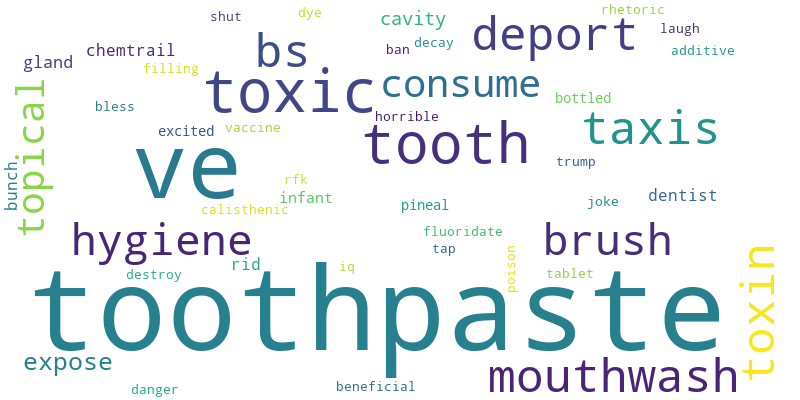 shut
dye
rhetoric
cavity
laugh
deport
bs
chemtrail
ban
decay
additive
gland
filling
toxic
consume
bottled
bless
horrible
taxis
topical
excited
vaccine
tooth
ve
trump
bunch
rfk
infant
calisthenic
pineal
joke
dentist
hygiene
fluoridate
brush
tap
rid
iq
poison
destroy
tablet
toxin
toothpaste
expose
mouthwash
danger
beneficial